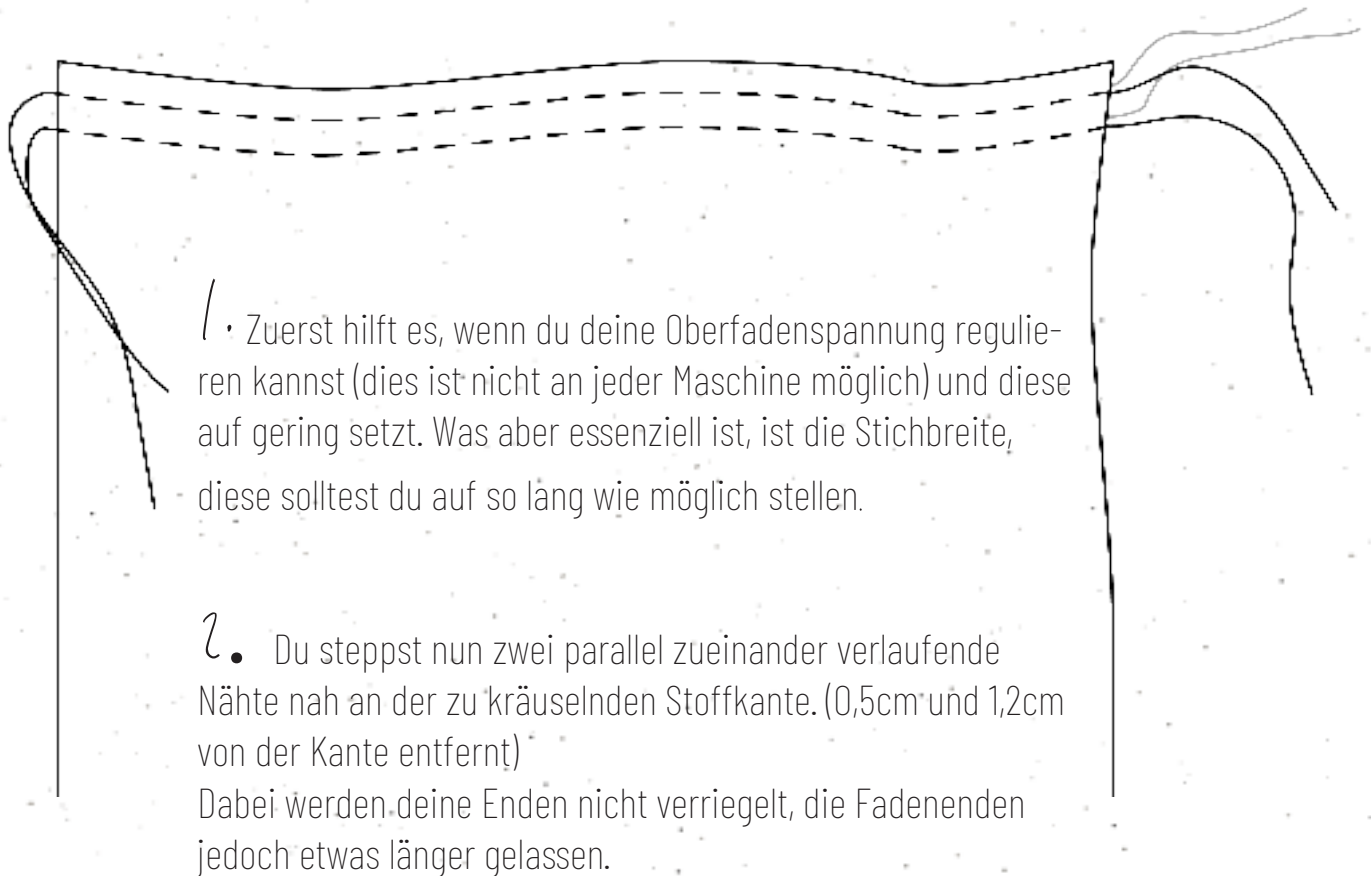 1. Zuerst hilft es, wenn du deine Oberfadenspannung regulie-
ren kannst (dies ist nicht an jeder Maschine möglich) und diese
auf gering setzt. Was aber essenziell ist, ist die Stichbreite,
diese solltest du auf so lang wie möglich stellen.
2. Du steppst nun zwei parallel zueinander verlaufende
Nähte nah an der zu kräuselnden Stoffkante. (0,5cm und 1,2cm
von der Kante entfernt)
Dabei werden deine Enden nicht verriegelt, die Fadenenden
jedoch etwas länger gelassen.